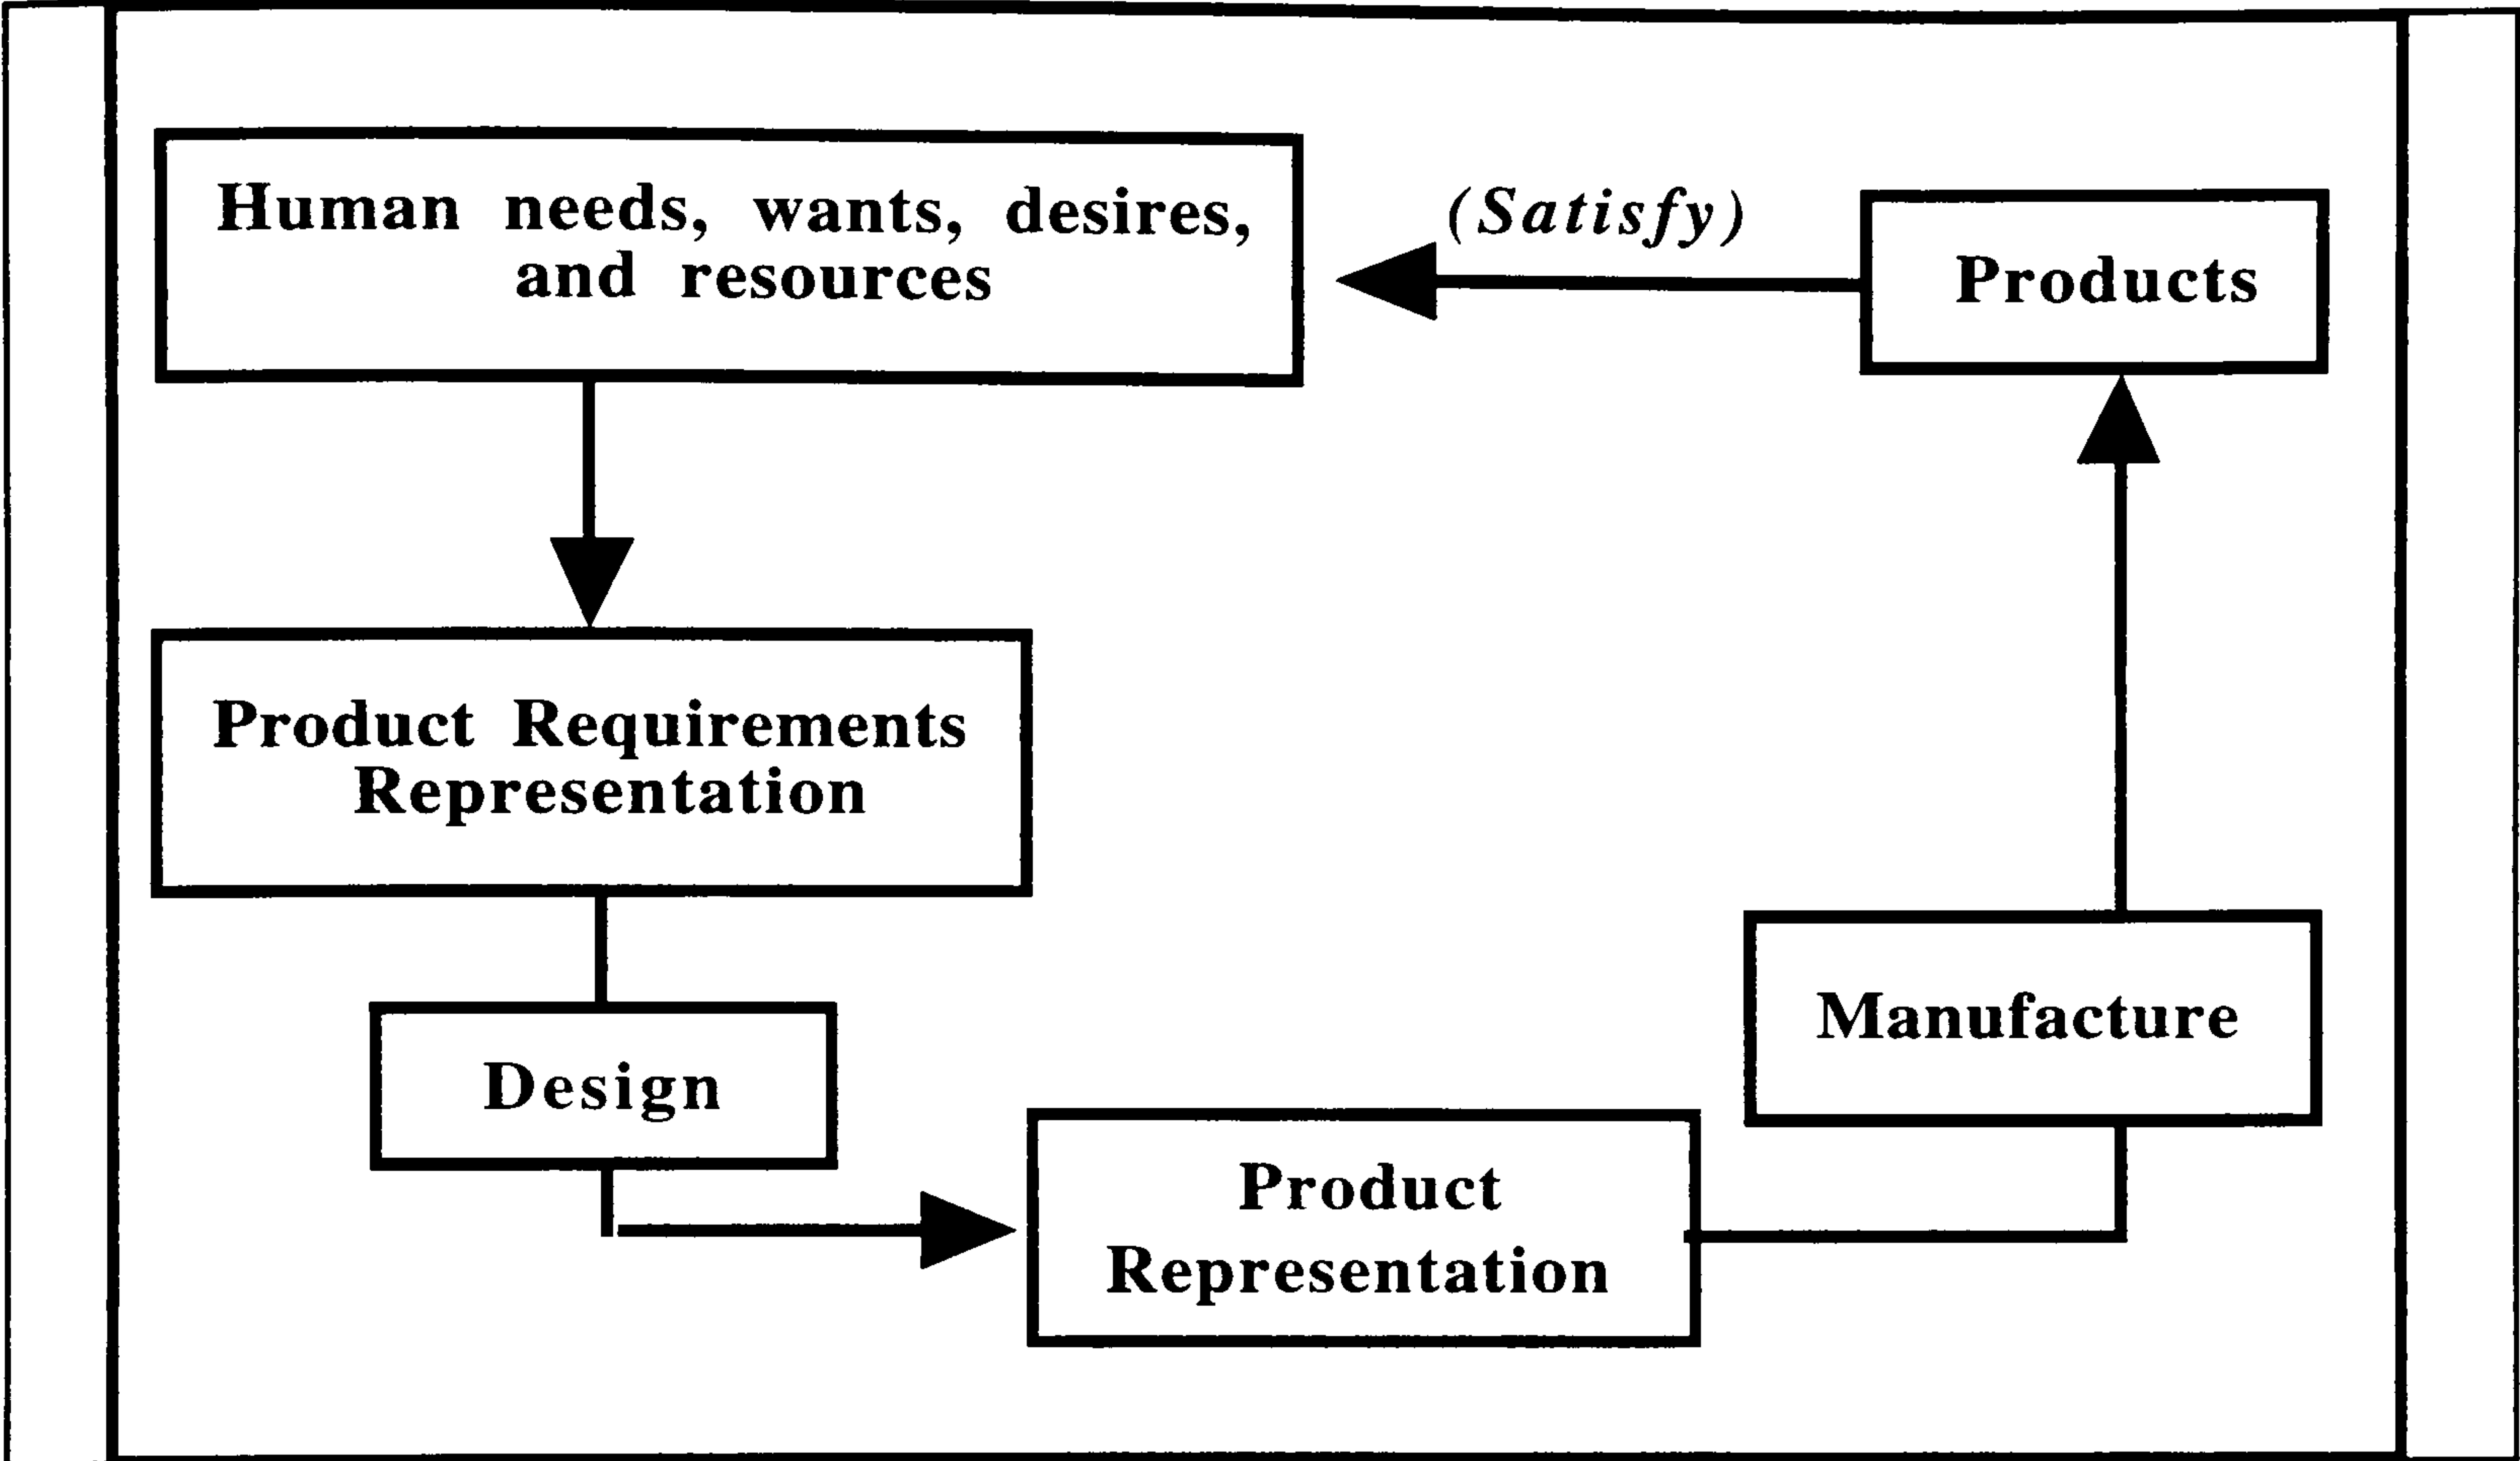 Human needs, wants, desires,
and resources
(Satisfy)
Products
Product Requirements
Representation
Design
Manufacture
Product
Representation